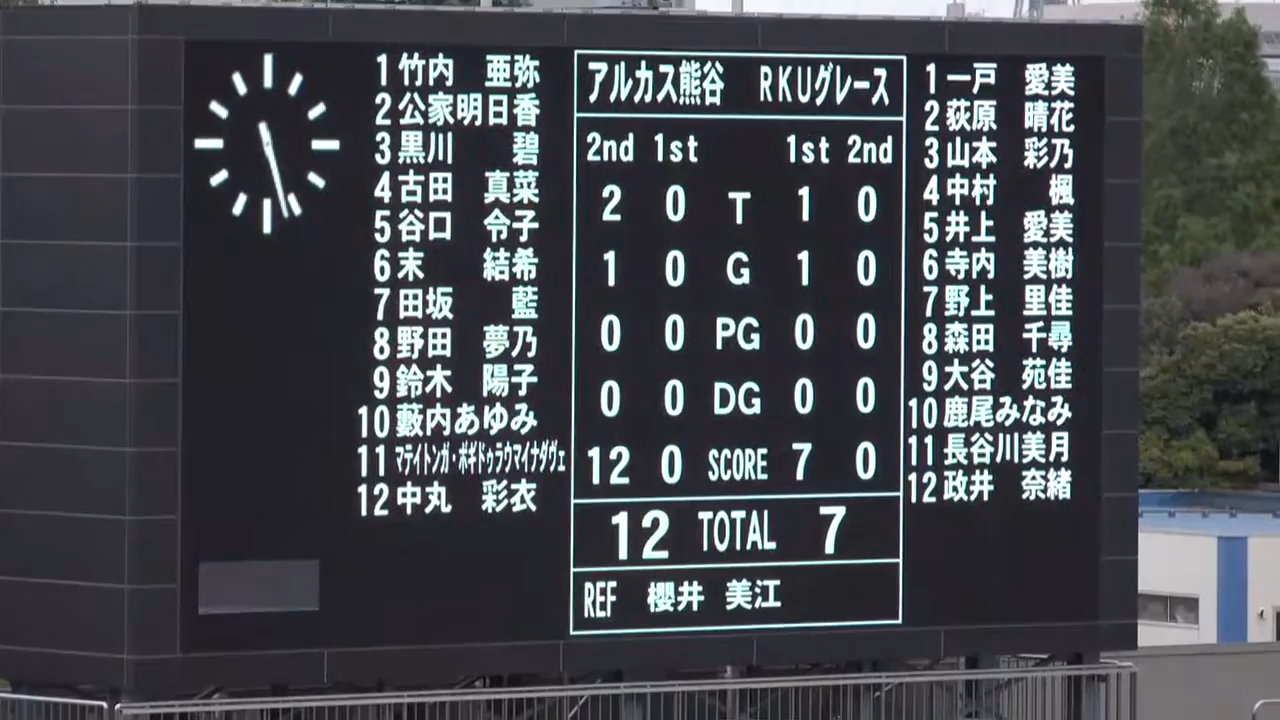 1 竹内 亜弥
2 公家明日香
3 黒川 碧
4 古田 真菜
5 谷口 令子
6 末 結希
7 田坂 藍
8 野田 夢乃
9 鈴木 陽子
10 藪内あゆみ
11 マテイトンガ・ボギドゥラウマイナダヴェ
12 中丸 彩衣
アルカス熊谷 RKUグレース
2nd 1st 1st 2nd
2 0 T 1 0
1 0 G 1 0
0 0 PG 0 0
0 0 DG 0 0
12 0 SCORE 7 0
12 TOTAL 7
REF 櫻井 美江
1 一戸 愛美
2 荻原 晴花
3 山本 彩乃
4 中村 楓
5 井上 愛美
6 寺内 美樹
7 野上 里佳
8 森田 千尋
9 大谷 苑佳
10 鹿尾みなみ
11 長谷川美月
12 政井 奈緒